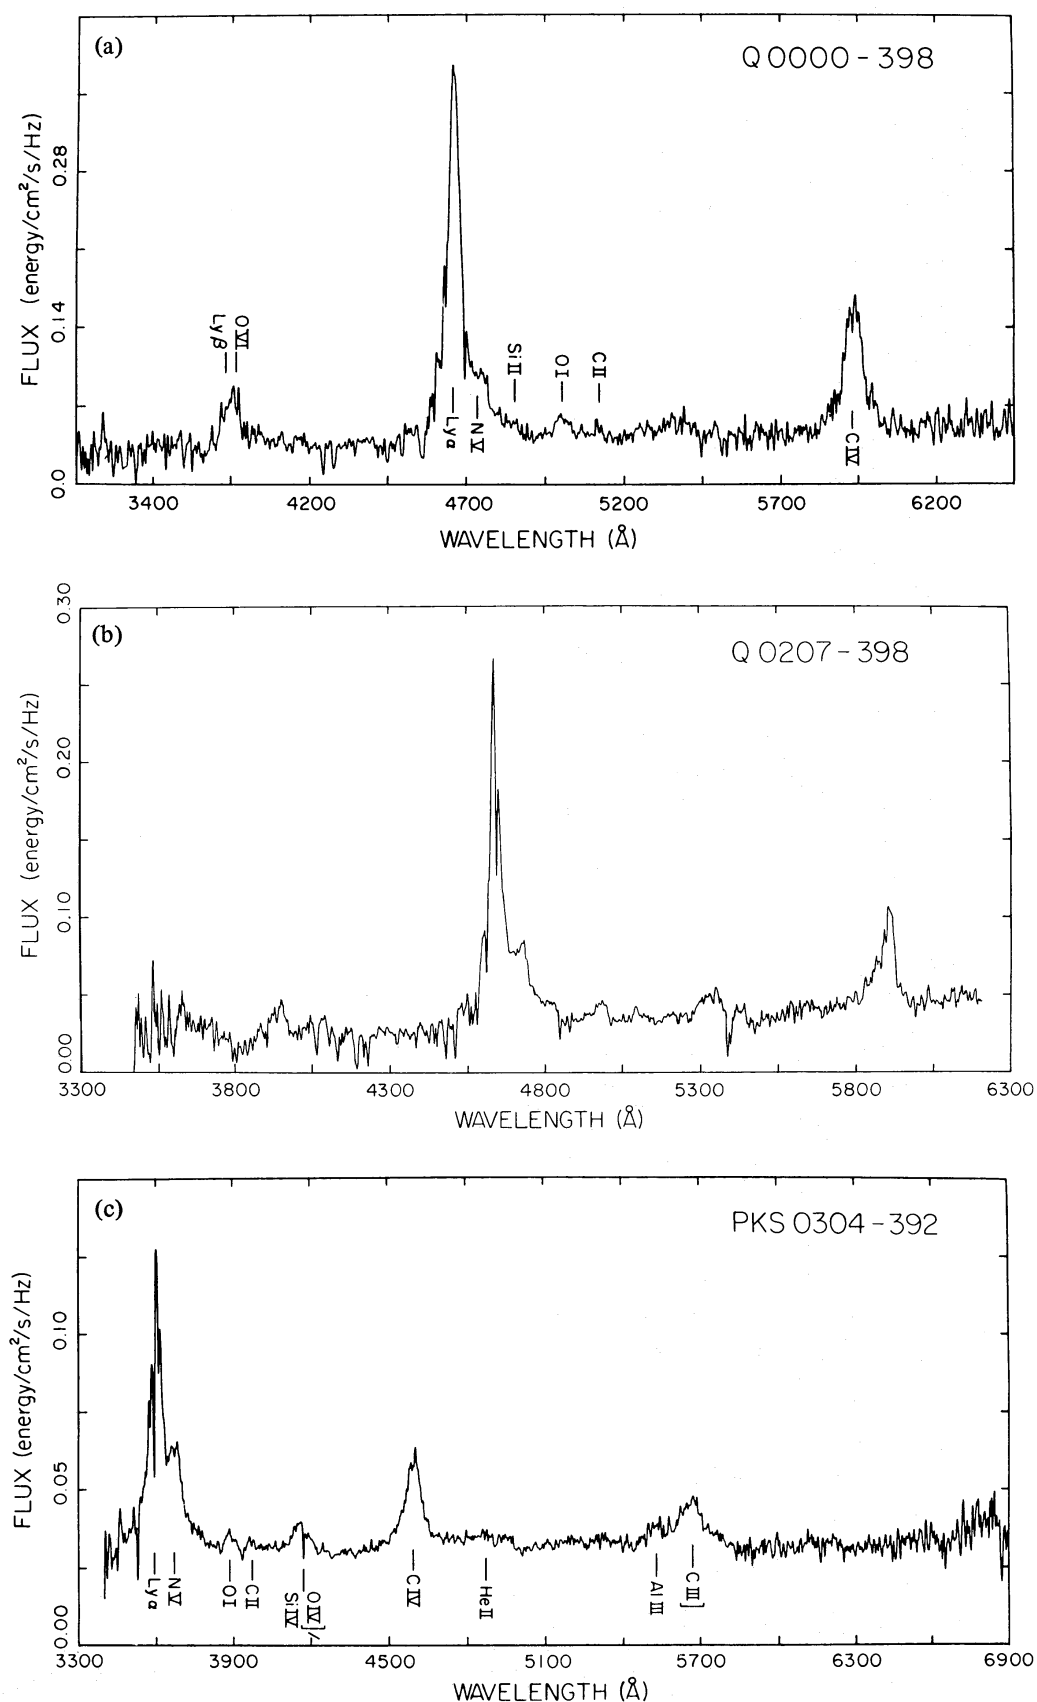 (a)
Q 0000 - 398
FLUX (energy/cm²/s/Hz)
0.28
0.14
0.0
Lyβ
O VI
Lyα
N V
Si II
O I
C II
C IV
3400 4200 4700 5200 5700 6200
WAVELENGTH (Å)
(b)
Q 0207 - 398
FLUX (energy/cm²/s/Hz)
0.30
0.20
0.10
0.00
3300 3800 4300 4800 5300 5800 6300
WAVELENGTH (Å)
(c)
PKS 0304 - 392
FLUX (energy/cm²/s/Hz)
0.10
0.05
0.00
Lyα
N V
O I
C II
Si IV
O IV]/
C IV
He II
Al III
C III]
3300 3900 4500 5100 5700 6300 6900
WAVELENGTH (Å)